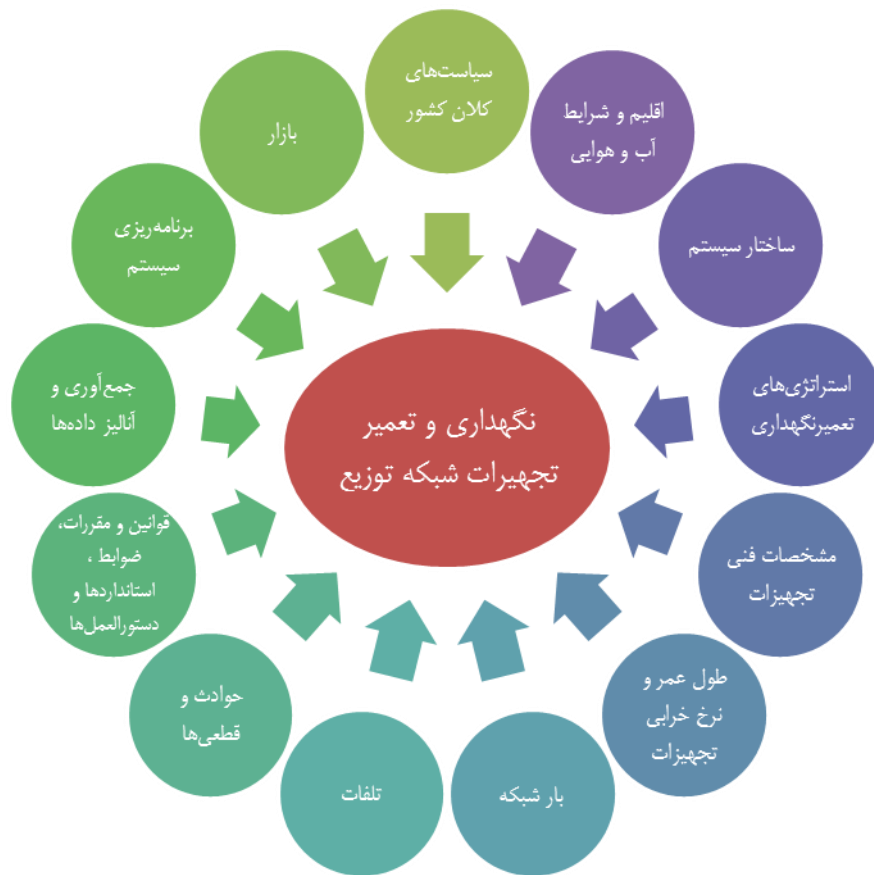 سیاست‌های
کلان کشور
اقلیم و شرایط
آب و هوایی
ساختار سیستم
استراتژی‌های
تعمیرنگهداری
مشخصات فنی
تجهیزات
طول عمر و
نرخ خرابی
تجهیزات
بار شبکه
تلفات
حوادث و
قطعی‌ها
قوانین و مقررات،
ضوابط ،
استانداردها و
دستورالعمل‌ها
جمع‌آوری و
آنالیز داده‌ها
برنامه‌ریزی
سیستم
بازار
نگهداری و تعمیر
تجهیزات شبکه توزیع